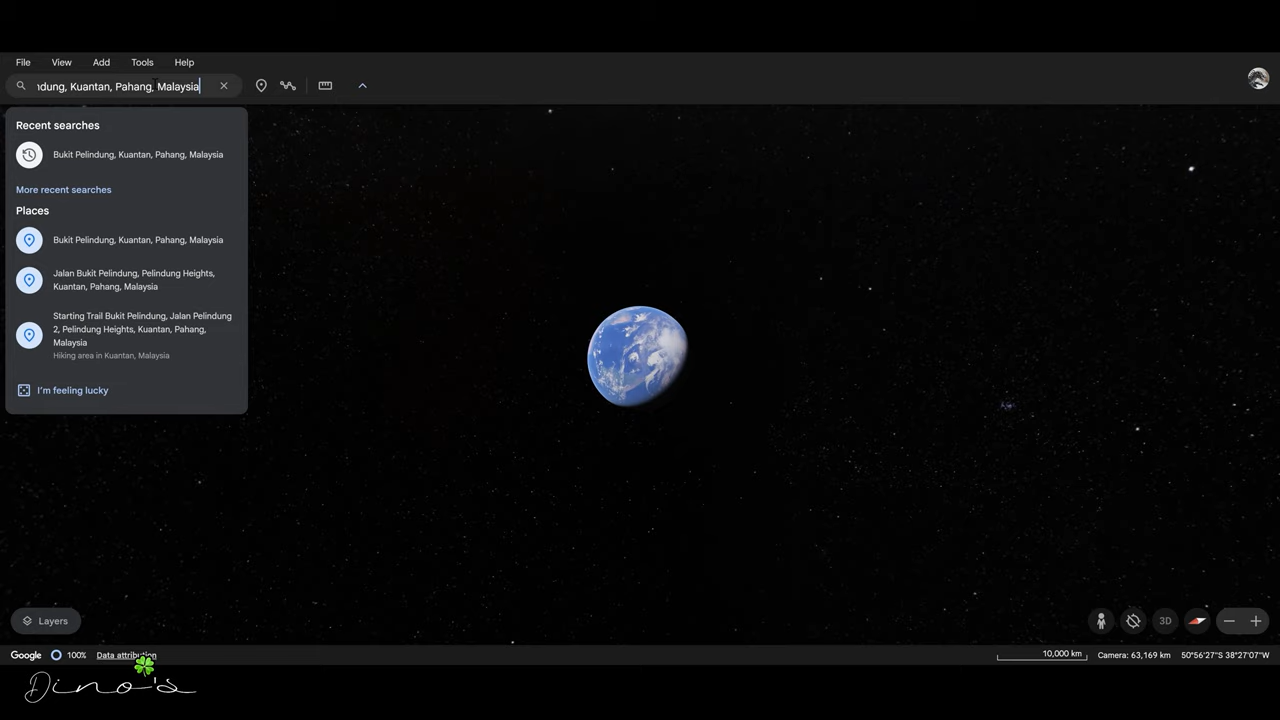 File View Add Tools Help
ndung, Kuantan, Pahang, Malaysia
Recent searches
Bukit Pelindung, Kuantan, Pahang, Malaysia
More recent searches
Places
Bukit Pelindung, Kuantan, Pahang, Malaysia
Jalan Bukit Pelindung, Pelindung Heights,
Kuantan, Pahang, Malaysia
Starting Trail Bukit Pelindung, Jalan Pelindung
2, Pelindung Heights, Kuantan, Pahang,
Malaysia
Hiking area in Kuantan, Malaysia
I'm feeling lucky
Layers
3D
Google 100% Data attribution 10,000 km Camera: 63,169 km 50°56'27"S 38°27'07"W
Dino's